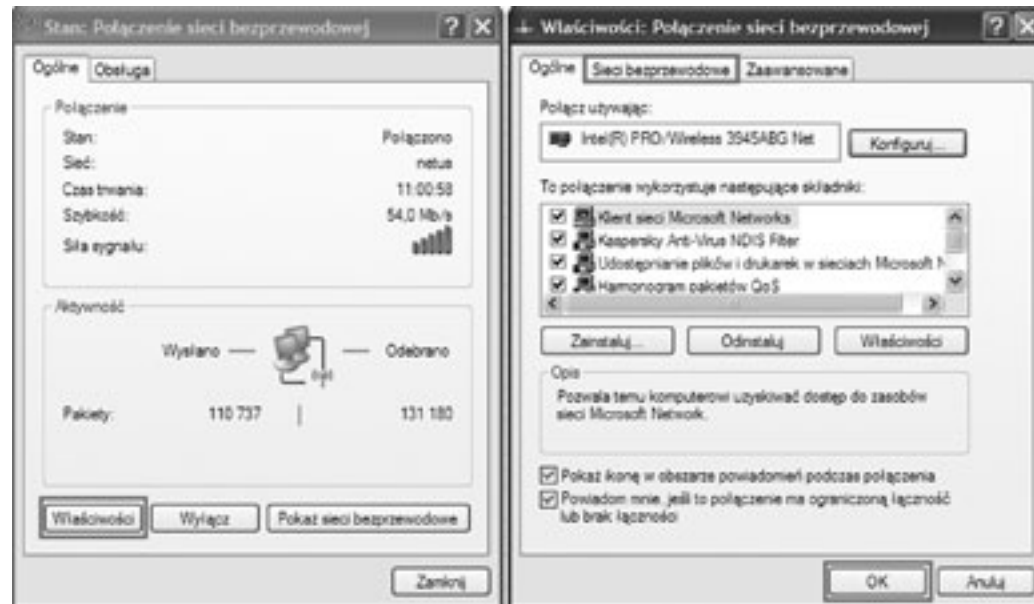 Stan: Połączenie sieci bezprzewodowej
Ogólne Obsługa
Połączenie
Stan: Połączono
Sieć: netua
Czas trwania: 11:00:58
Szybkość: 54,0 Mb/s
Siła sygnału:
Aktywność
Wysłano — — Odebrano
Pakiety: 110 737 131 180
Właściwości Wyłącz Pokaż sieci bezprzewodowe
Zamknij
Właściwości: Połączenie sieci bezprzewodowej
Ogólne Sieci bezprzewodowe Zaawansowane
Połącz używając:
Intel(R) PRO/Wireless 3945ABG Net Konfiguruj...
To połączenie wykorzystuje następujące składniki:
Klient sieci Microsoft Networks
Kaspersky Anti-Virus NDIS Filter
Udostępnianie plików i drukarek w sieciach Microsoft N
Harmonogram pakietów QoS
Zainstaluj... Odinstaluj Właściwości
Opis
Pozwala temu komputerowi uzyskiwać dostęp do zasobów
sieci Microsoft Network.
Pokaż ikonę w obszarze powiadomień podczas połączenia
Powiadom mnie, jeśli to połączenie ma ograniczoną łączność
lub brak łączności
OK Anuluj